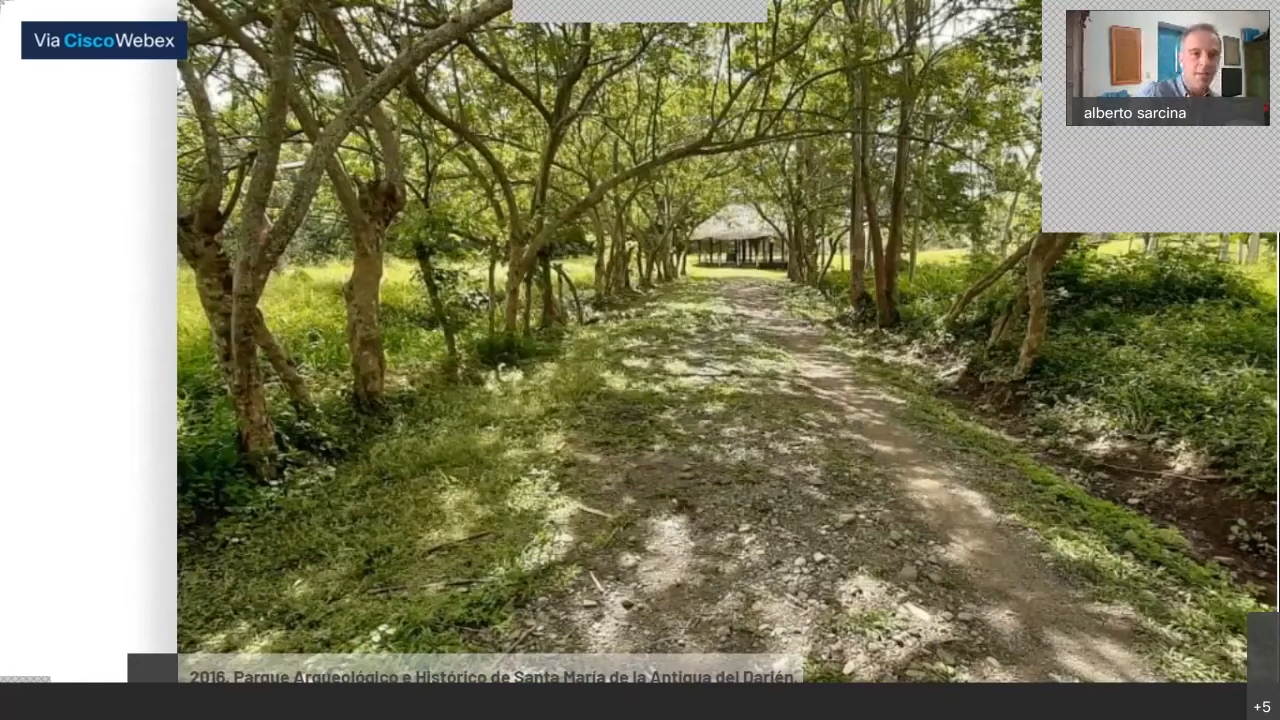 Via CiscoWebex
alberto sarcina
2016. Parque Arqueológico e Histórico de Santa María de la Antigua del Darién.
+5